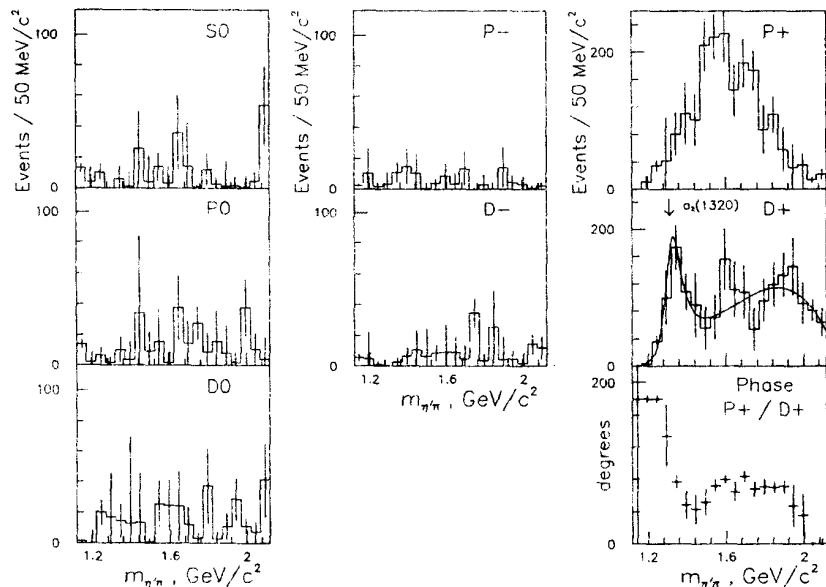 S0
P-
P+
100
100
200
0
0
0
Events / 50 MeV/c²
Events / 50 MeV/c²
Events / 50 MeV/c²
P0
D-
D+
a₂(1320)
100
100
200
0
0
0
1.2 1.6 2
m_η'π , GeV/c²
D0
Phase
P+ / D+
100
200
degrees
0
0
1.2 1.6 2
m_η'π , GeV/c²
1.2 1.6 2
m_η'π , GeV/c²